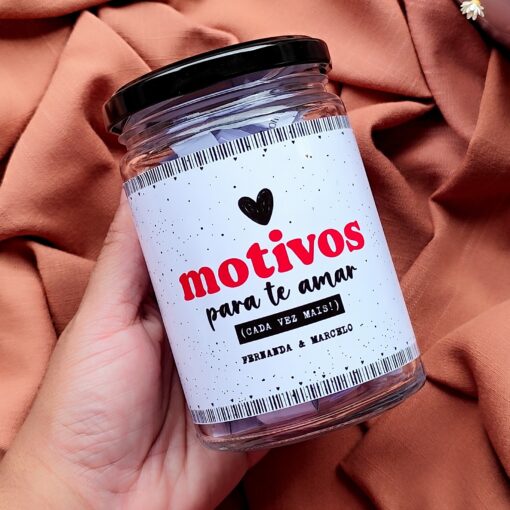 motivos
para te amar
(CADA VEZ MAIS!)
FERNANDA & MARCELO